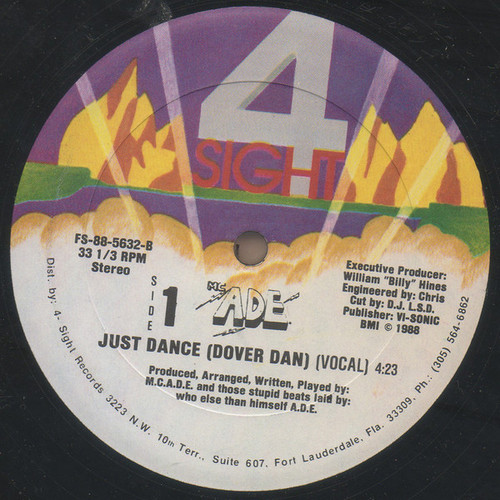 4
SIGHT
FS-88-5632-B
33 1/3 RPM
Stereo
SIDE
1
M.C.
ADE
Executive Producer:
William "Billy" Hines
Engineered by: Chris
Cut by: D.J. L.S.D.
Publisher: VI-SONIC
BMI © 1988
JUST DANCE (DOVER DAN) (VOCAL) 4:23
Produced, Arranged, Written, Played by:
M.C.A.D.E. and those stupid beats laid by:
who else than himself A.D.E.
Dist. by: 4- Sight Records 3223 N.W. 10th Terr., Suite 607, Fort Lauderdale, Fla. 33309. Ph.: (305) 564-6862